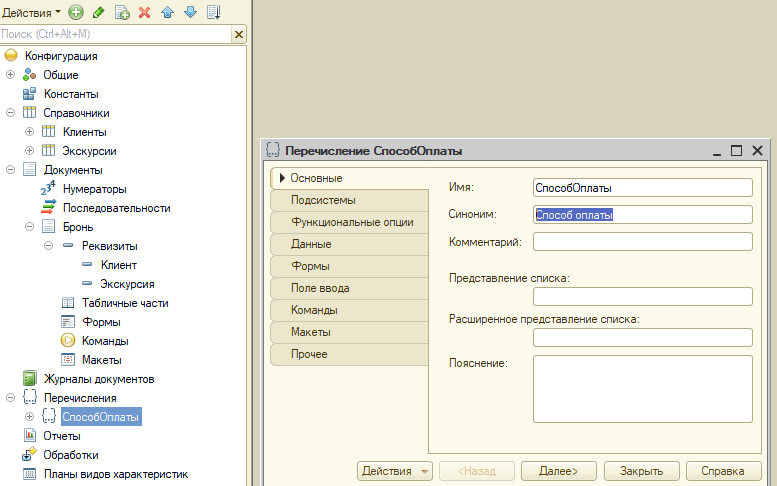 Действия
Поиск (Ctrl+Alt+M)
Конфигурация
Общие
Константы
Справочники
Клиенты
Экскурсии
Документы
Нумераторы
Последовательности
Бронь
Реквизиты
Клиент
Экскурсия
Табличные части
Формы
Команды
Макеты
Журналы документов
Перечисления
СпособОплаты
Отчеты
Обработки
Планы видов характеристик
Перечисление СпособОплаты
Основные
Подсистемы
Функциональные опции
Данные
Формы
Поле ввода
Команды
Макеты
Прочее
Имя: СпособОплаты
Синоним: Способ оплаты
Комментарий:
Представление списка:
Расширенное представление списка:
Пояснение:
Действия <Назад Далее> Закрыть Справка